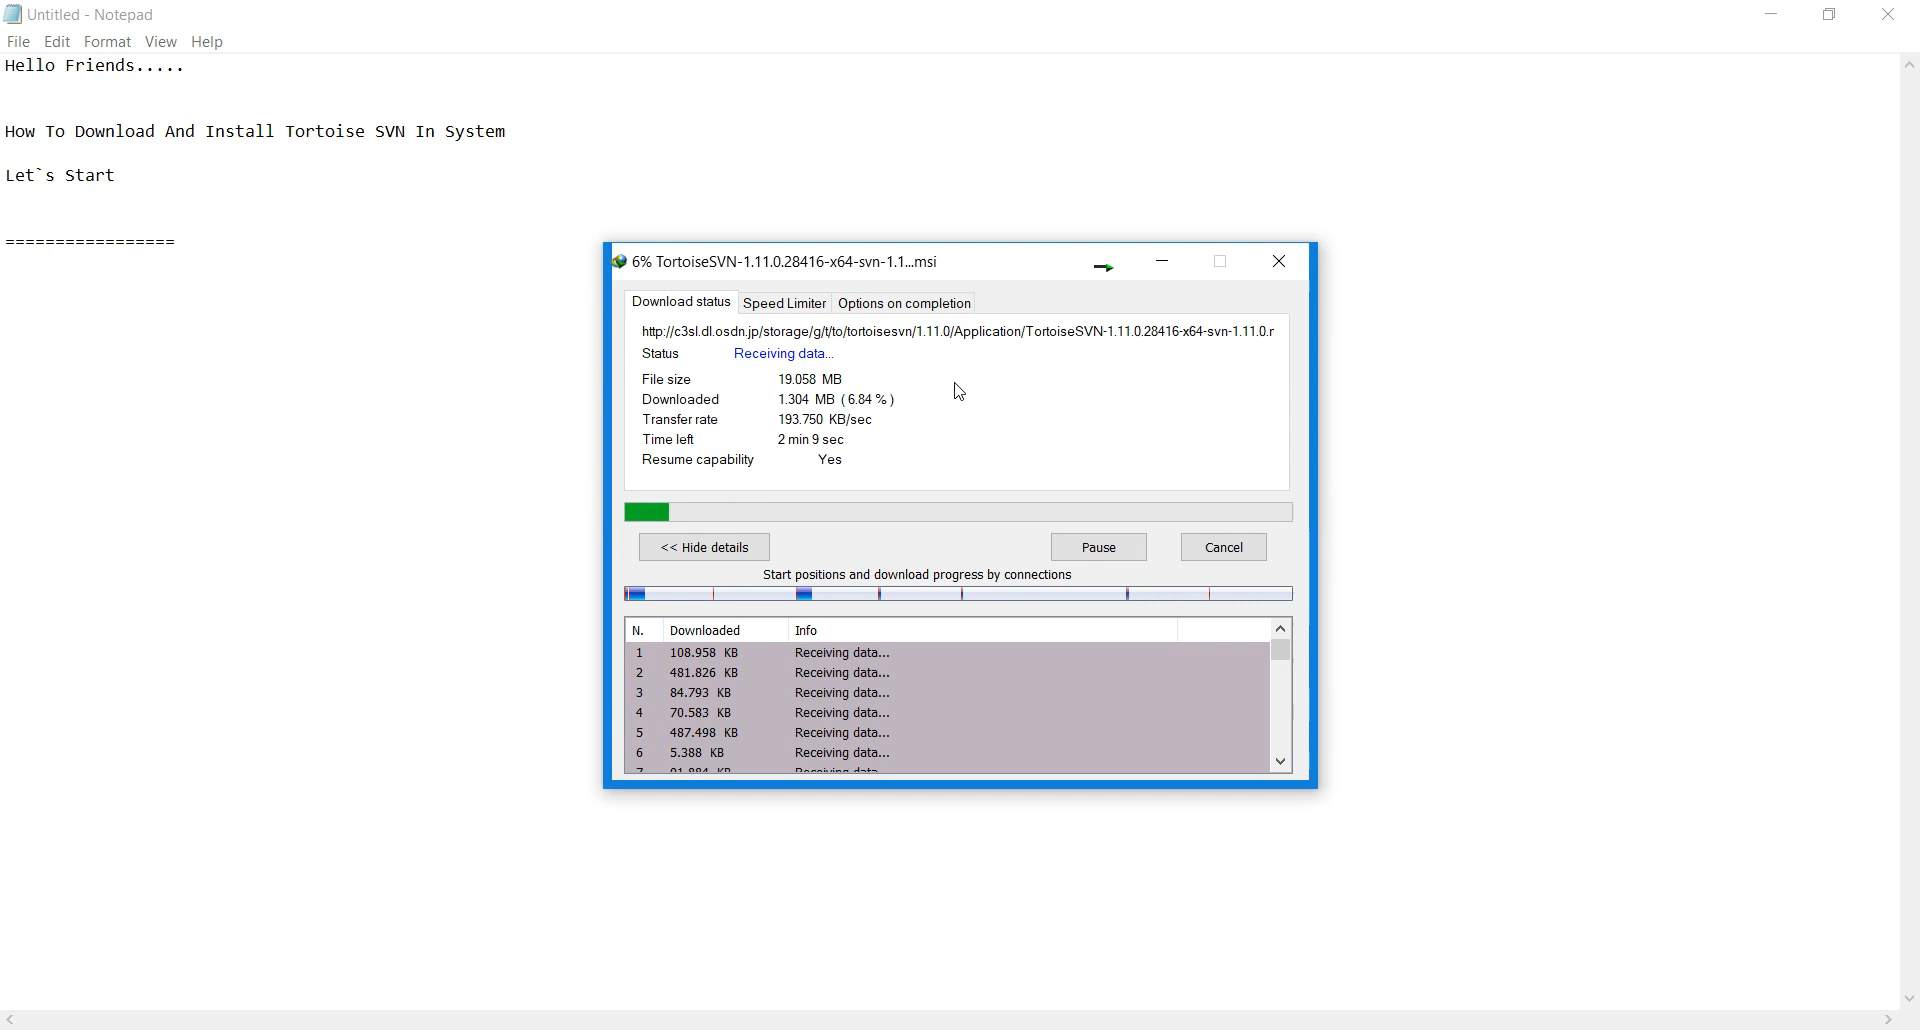 Untitled - Notepad
File Edit Format View Help
Hello Friends.....
How To Download And Install Tortoise SVN In System
Let`s Start
=================
6% TortoiseSVN-1.11.0.28416-x64-svn-1.1...msi
Download status Speed Limiter Options on completion
http://c3sl.dl.osdn.jp/storage/g/t/to/tortoisesvn/1.11.0/Application/TortoiseSVN-1.11.0.28416-x64-svn-1.11.0.r
Status Receiving data...
File size 19.058 MB
Downloaded 1.304 MB ( 6.84 % )
Transfer rate 193.750 KB/sec
Time left 2 min 9 sec
Resume capability Yes
<< Hide details Pause Cancel
Start positions and download progress by connections
N. Downloaded Info
1 108.958 KB Receiving data...
2 481.826 KB Receiving data...
3 84.793 KB Receiving data...
4 70.583 KB Receiving data...
5 487.498 KB Receiving data...
6 5.388 KB Receiving data...